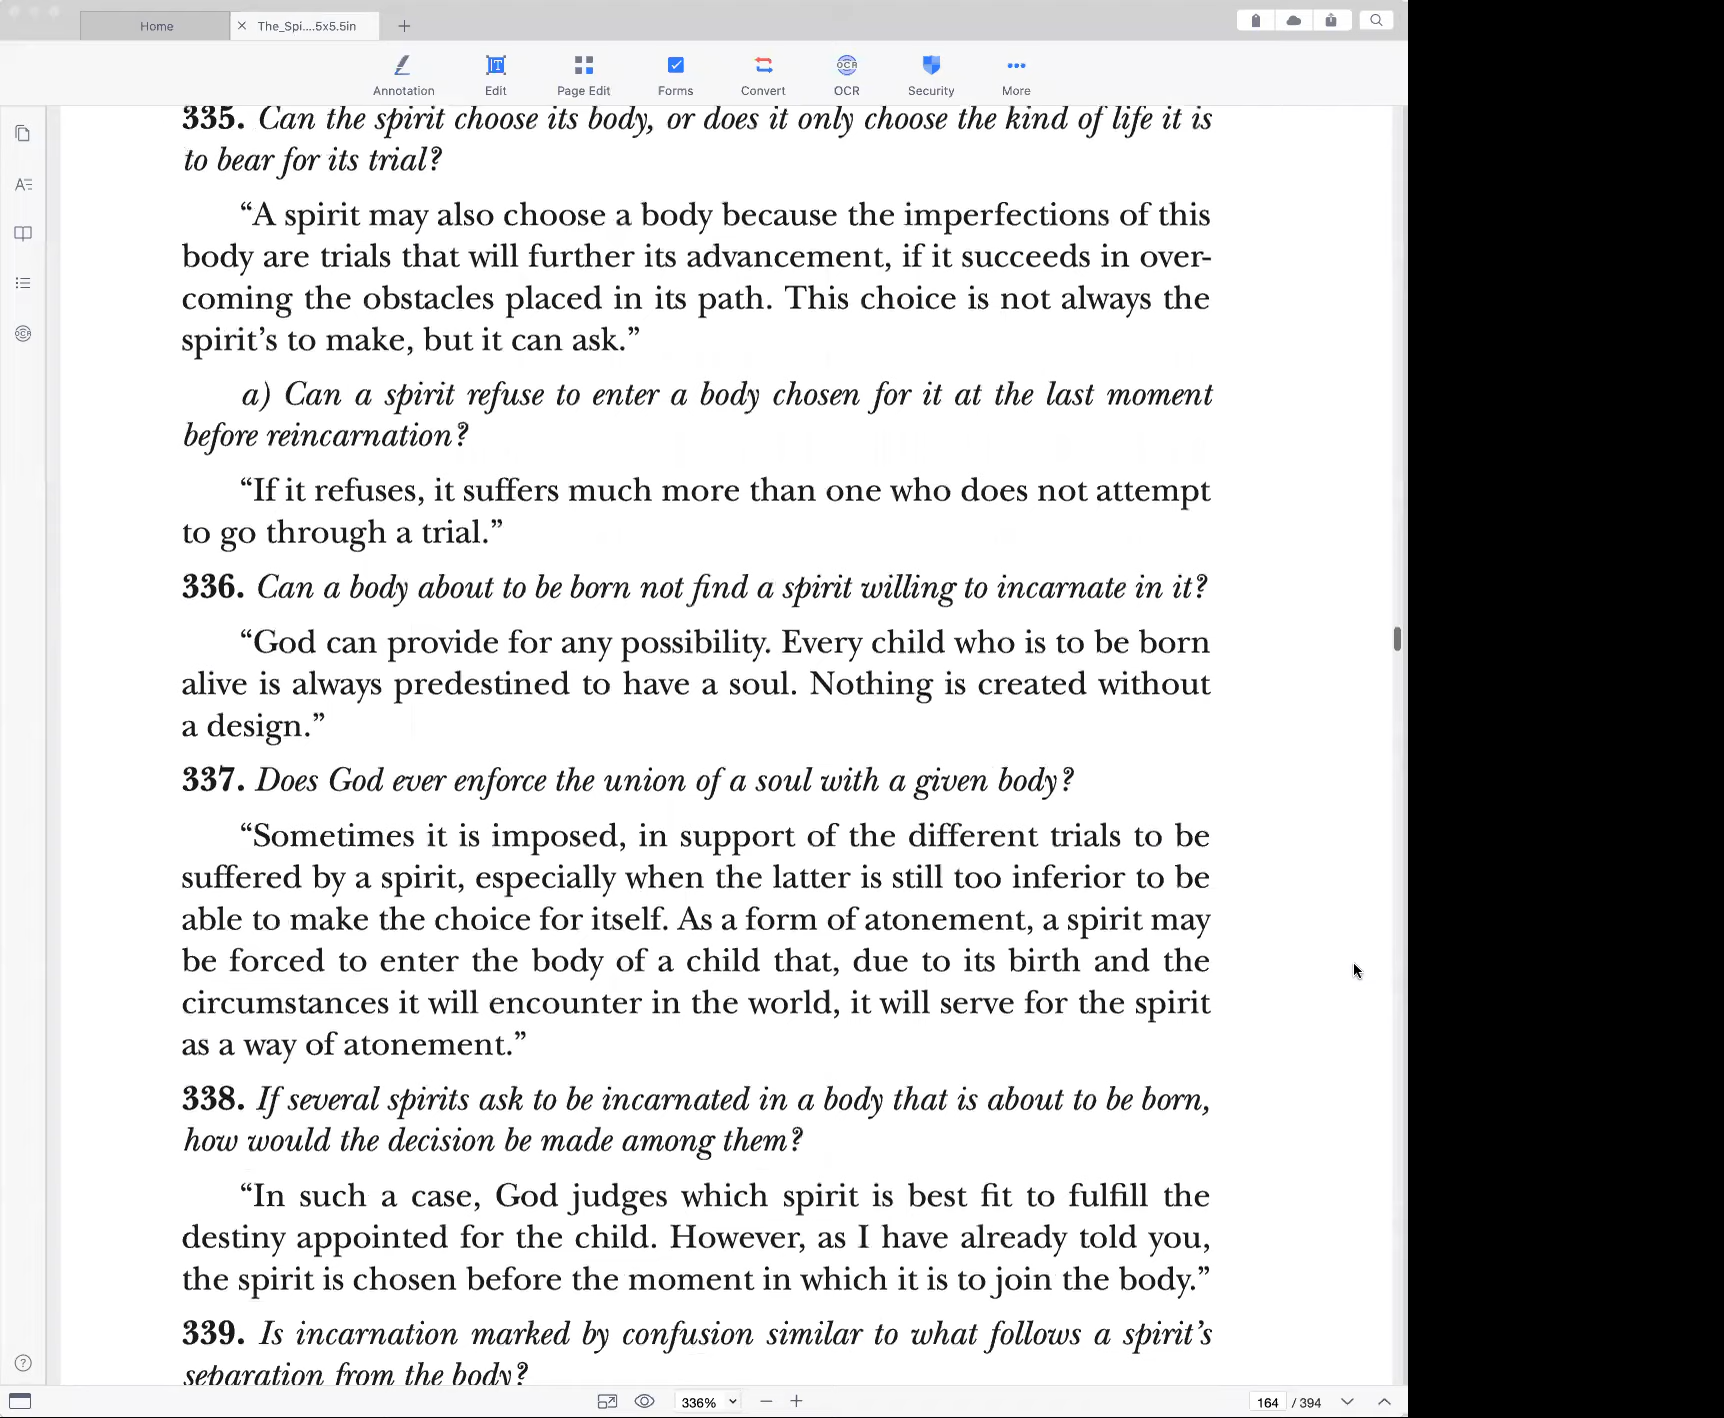 Home
The_Spi....5x5.5in
Annotation
Edit
Page Edit
Forms
Convert
OCR
OCR
Security
More
335. Can the spirit choose its body, or does it only choose the kind of life it is
to bear for its trial?
“A spirit may also choose a body because the imperfections of this
body are trials that will further its advancement, if it succeeds in over-
coming the obstacles placed in its path. This choice is not always the
spirit’s to make, but it can ask.”
a) Can a spirit refuse to enter a body chosen for it at the last moment
before reincarnation?
“If it refuses, it suffers much more than one who does not attempt
to go through a trial.”
336. Can a body about to be born not find a spirit willing to incarnate in it?
“God can provide for any possibility. Every child who is to be born
alive is always predestined to have a soul. Nothing is created without
a design.”
337. Does God ever enforce the union of a soul with a given body?
“Sometimes it is imposed, in support of the different trials to be
suffered by a spirit, especially when the latter is still too inferior to be
able to make the choice for itself. As a form of atonement, a spirit may
be forced to enter the body of a child that, due to its birth and the
circumstances it will encounter in the world, it will serve for the spirit
as a way of atonement.”
338. If several spirits ask to be incarnated in a body that is about to be born,
how would the decision be made among them?
“In such a case, God judges which spirit is best fit to fulfill the
destiny appointed for the child. However, as I have already told you,
the spirit is chosen before the moment in which it is to join the body.”
339. Is incarnation marked by confusion similar to what follows a spirit’s
separation from the body?
336%
164 / 394